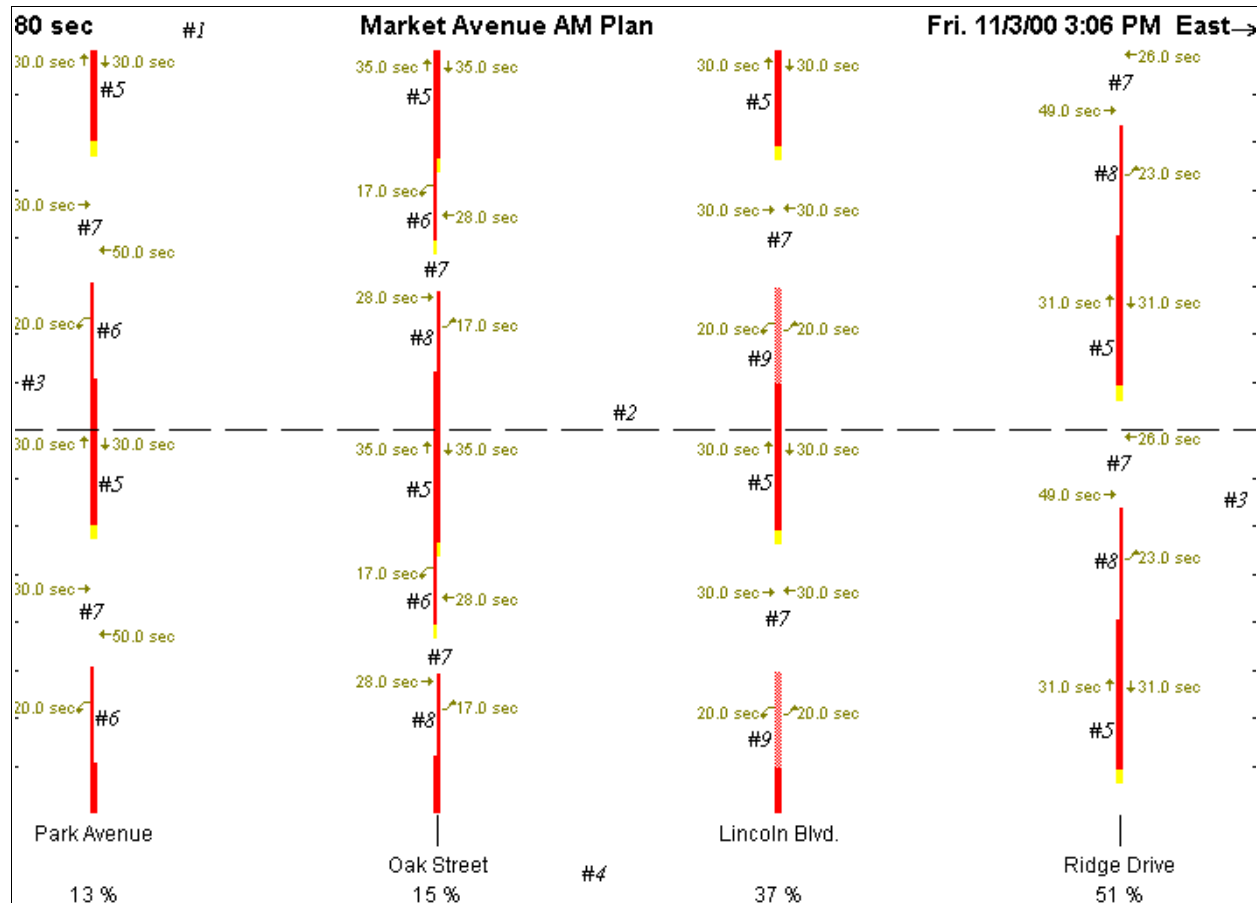 80 sec #1 Market Avenue AM Plan Fri. 11/3/00 3:06 PM East→
30.0 sec ↑ ↓30.0 sec 35.0 sec ↑ ↓35.0 sec 30.0 sec ↑ ↓30.0 sec ←26.0 sec
#5 #5 #5 #7
49.0 sec→
17.0 sec #8 23.0 sec
30.0 sec→ #6 ←28.0 sec 30.0 sec→ ←30.0 sec
#7 #7
←50.0 sec #7
28.0 sec→ 31.0 sec ↑ ↓31.0 sec
20.0 sec #6 #8 17.0 sec 20.0 sec 20.0 sec
#3 #9 #5
#2
30.0 sec ↑ ↓30.0 sec 35.0 sec ↑ ↓35.0 sec 30.0 sec ↑ ↓30.0 sec ←26.0 sec
#5 #5 #5 #7
49.0 sec→ #3
17.0 sec #8 23.0 sec
30.0 sec→ #6 ←28.0 sec 30.0 sec→ ←30.0 sec
#7 #7
←50.0 sec #7
28.0 sec→ 31.0 sec ↑ ↓31.0 sec
20.0 sec #6 #8 17.0 sec 20.0 sec 20.0 sec
#9 #5
Park Avenue Lincoln Blvd.
Oak Street #4 Ridge Drive
13 % 15 % 37 % 51 %